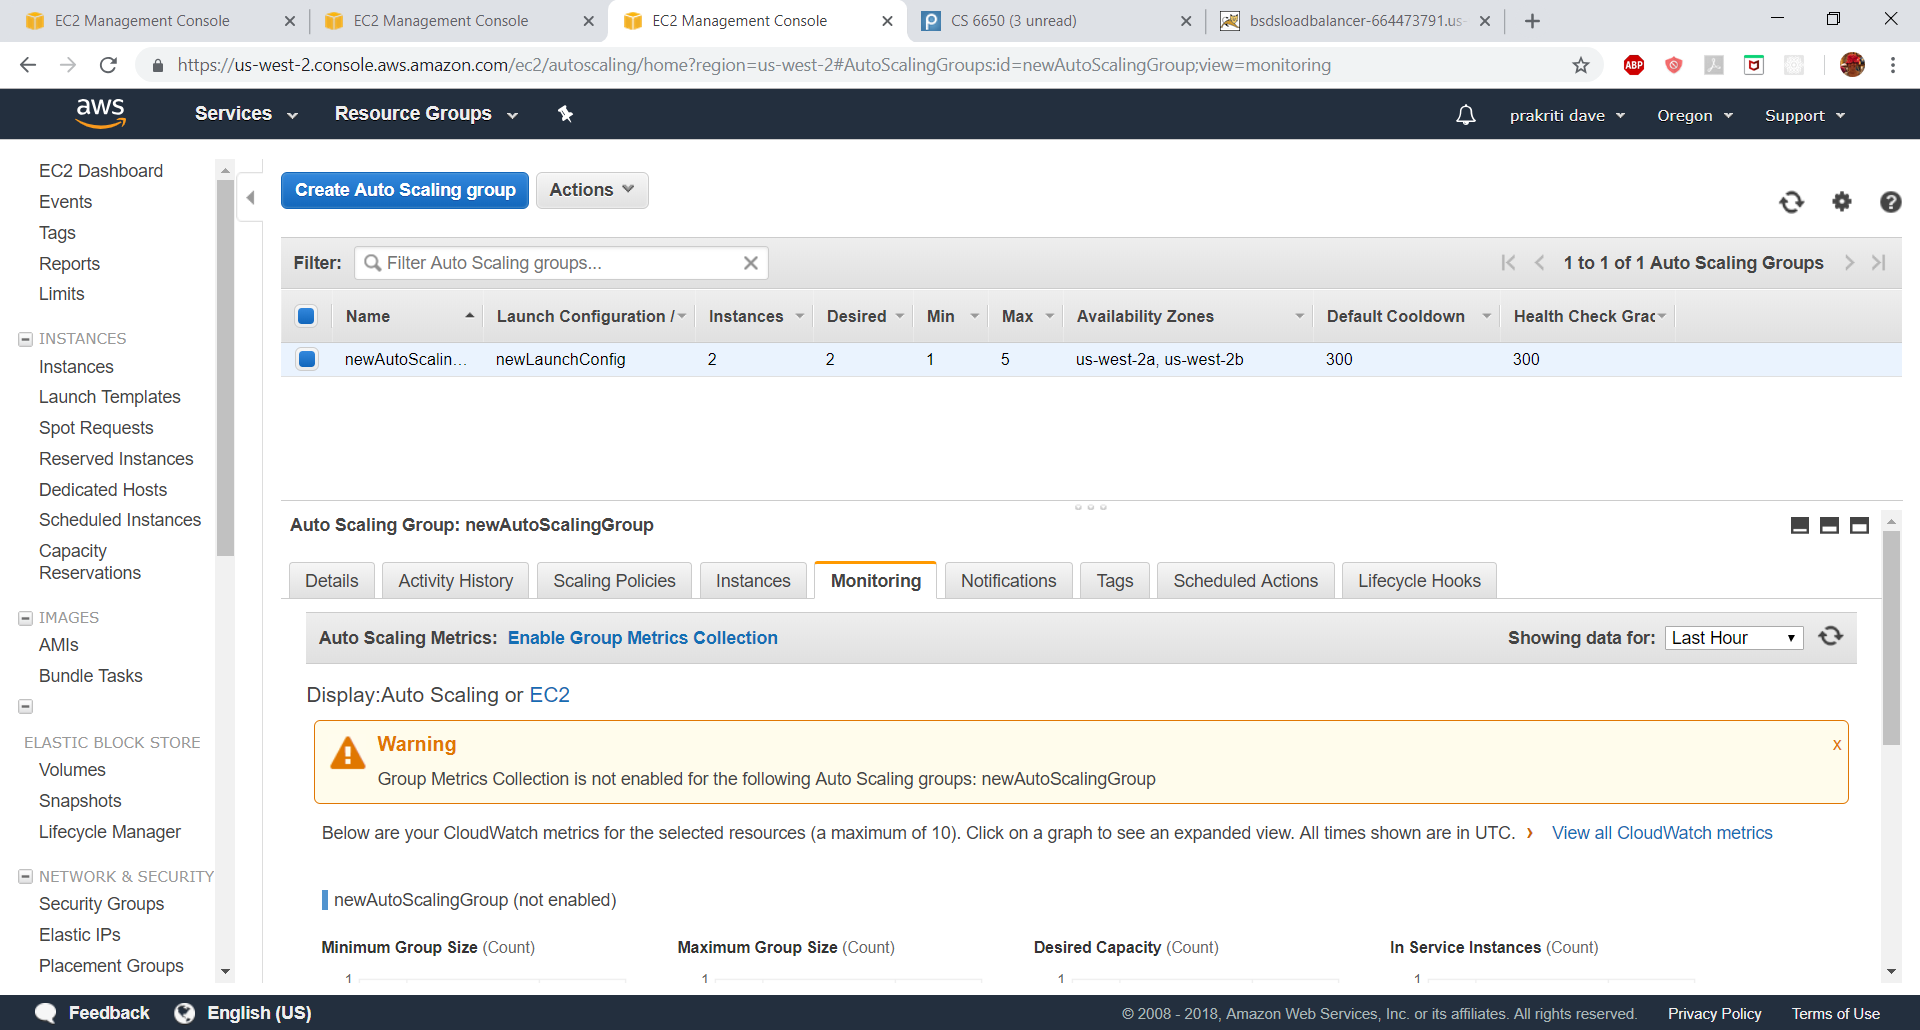 EC2 Management Console
EC2 Management Console
EC2 Management Console
CS 6650 (3 unread)
bsdsloadbalancer-664473791.us-
https://us-west-2.console.aws.amazon.com/ec2/autoscaling/home?region=us-west-2#AutoScalingGroups:id=newAutoScalingGroup;view=monitoring
ABP
aws
Services
Resource Groups
prakriti dave
Oregon
Support
EC2 Dashboard
Events
Tags
Reports
Limits
INSTANCES
Instances
Launch Templates
Spot Requests
Reserved Instances
Dedicated Hosts
Scheduled Instances
Capacity
Reservations
IMAGES
AMIs
Bundle Tasks
ELASTIC BLOCK STORE
Volumes
Snapshots
Lifecycle Manager
NETWORK & SECURITY
Security Groups
Elastic IPs
Placement Groups
Create Auto Scaling group
Actions
Filter:
Filter Auto Scaling groups...
1 to 1 of 1 Auto Scaling Groups
Name
Launch Configuration /
Instances
Desired
Min
Max
Availability Zones
Default Cooldown
Health Check Grac
newAutoScalin...
newLaunchConfig
2
2
1
5
us-west-2a, us-west-2b
300
300
Auto Scaling Group: newAutoScalingGroup
Details
Activity History
Scaling Policies
Instances
Monitoring
Notifications
Tags
Scheduled Actions
Lifecycle Hooks
Auto Scaling Metrics: Enable Group Metrics Collection
Showing data for: Last Hour
Display:Auto Scaling or EC2
Warning
x
Group Metrics Collection is not enabled for the following Auto Scaling groups: newAutoScalingGroup
Below are your CloudWatch metrics for the selected resources (a maximum of 10). Click on a graph to see an expanded view. All times shown are in UTC. › View all CloudWatch metrics
newAutoScalingGroup (not enabled)
Minimum Group Size (Count)
Maximum Group Size (Count)
Desired Capacity (Count)
In Service Instances (Count)
1
1
1
1
Feedback
English (US)
© 2008 - 2018, Amazon Web Services, Inc. or its affiliates. All rights reserved.
Privacy Policy
Terms of Use